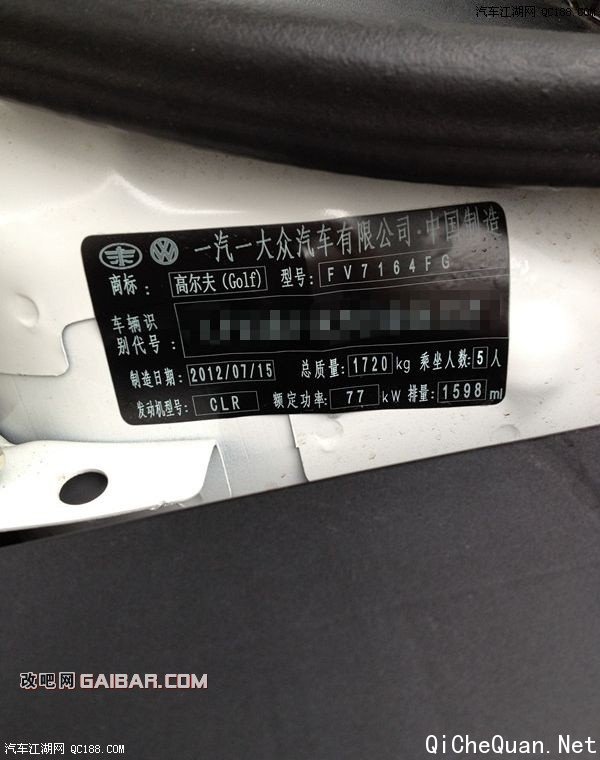 汽车江湖网 QC188.COM
一汽一大众汽车有限公司·中国制造
商标: 高尔夫(Golf) 型号: FV7164FG
车辆识
别代号:
制造日期: 2012/07/15 总质量: 1720 kg 乘坐人数: 5 人
发动机型号: CLR 额定功率: 77 kW 排量: 1598 ml
改吧网 GAIBAR.COM
汽车江湖网 QC188.COM
QiCheQuan.Net